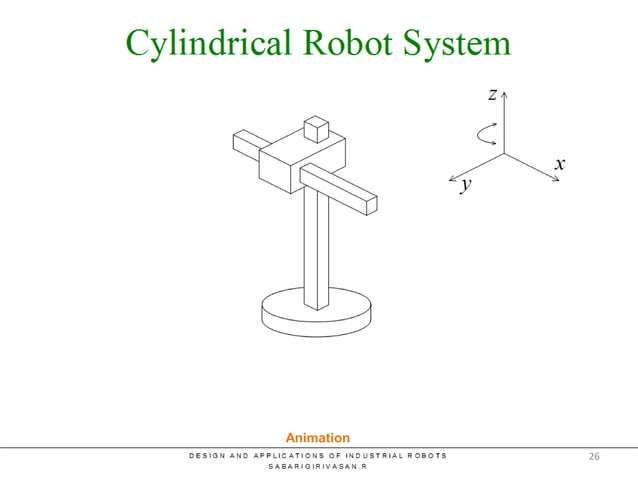 Cylindrical Robot System
z
x
y
Animation
DESIGN AND APPLICATIONS OF INDUSTRIAL ROBOTS
SABARIGIRIVASAN.R
26